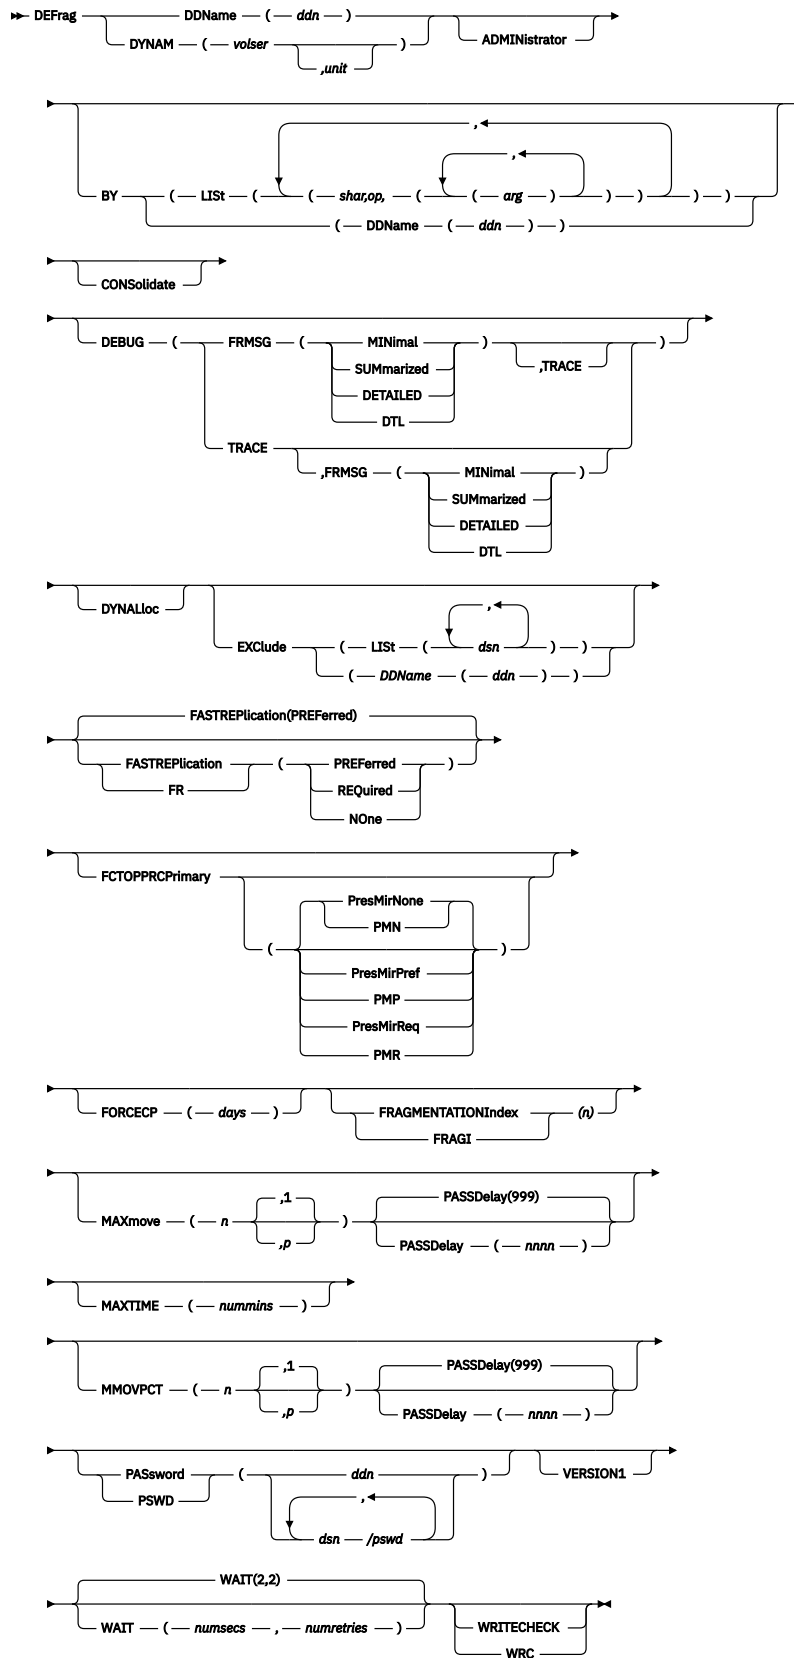 DEFrag DDName ( ddn )
DYNAM ( volser ) ADMINistrator
,unit
,
,
BY ( LISt ( ( shar,op, ( ( arg ) ) ) ) )
( DDName ( ddn ) )
CONSolidate
DEBUG ( FRMSG ( MINimal ) )
SUMmarized ,TRACE
DETAILED
DTL
TRACE
,FRMSG ( MINimal )
SUMmarized
DETAILED
DTL
DYNALloc ,
EXClude ( LISt ( dsn ) )
( DDName ( ddn ) )
FASTREPlication(PREFerred)
FASTREPlication ( PREFerred )
FR REQuired
NOne
FCTOPPRCPrimary
PresMirNone
PMN
( )
PresMirPref
PMP
PresMirReq
PMR
FORCECP ( days ) FRAGMENTATIONIndex (n)
FRAGI
,1 PASSDelay(999)
MAXmove ( n )
,p PASSDelay ( nnnn )
MAXTIME ( nummins )
,1 PASSDelay(999)
MMOVPCT ( n )
,p PASSDelay ( nnnn )
PASsword ( ddn ) VERSION1
PSWD ,
dsn /pswd
WAIT(2,2)
WAIT ( numsecs , numretries ) WRITECHECK
WRC